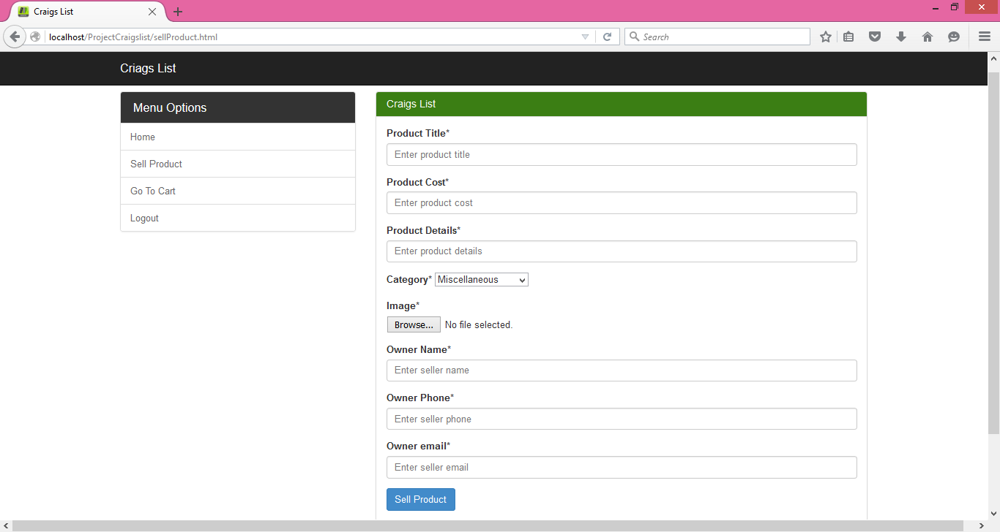 Craigs List
localhost/ProjectCraigslist/sellProduct.html
Search
Criags List
Menu Options
Home
Sell Product
Go To Cart
Logout
Craigs List
Product Title*
Enter product title
Product Cost*
Enter product cost
Product Details*
Enter product details
Category* Miscellaneous
Image*
Browse... No file selected.
Owner Name*
Enter seller name
Owner Phone*
Enter seller phone
Owner email*
Enter seller email
Sell Product